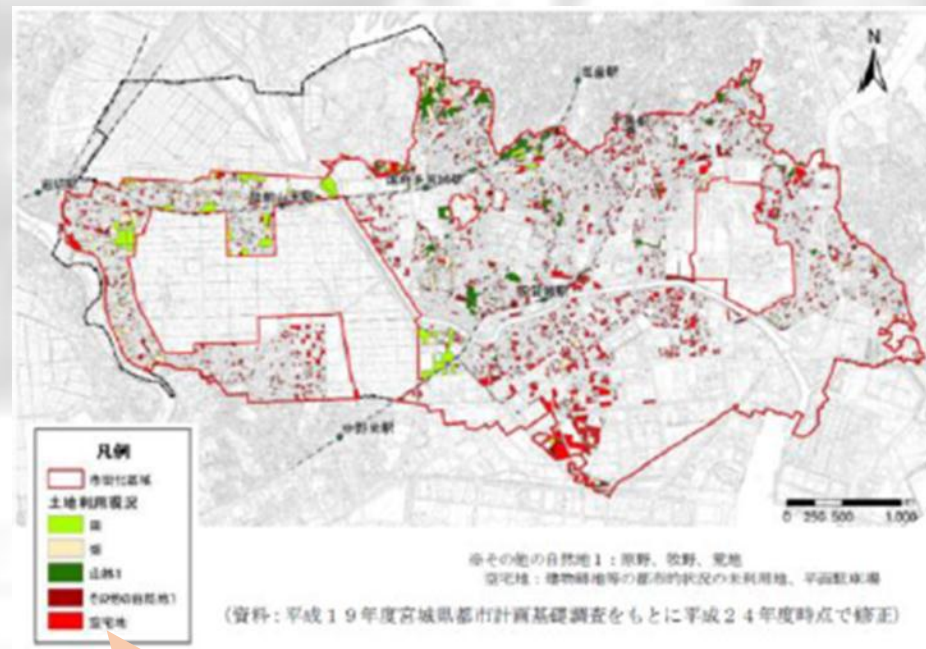 N
中野栄駅
凡例
市街化区域
土地利用現況
田
畑
山林1
その他の自然地1
空宅地
0 250 500 1,000
※その他の自然地1：原野、牧野、荒地
空宅地：建物跡地等の都市的状況の未利用地、平面駐車場
(資料：平成19年度宮城県都市計画基礎調査をもとに平成24年度時点で修正)